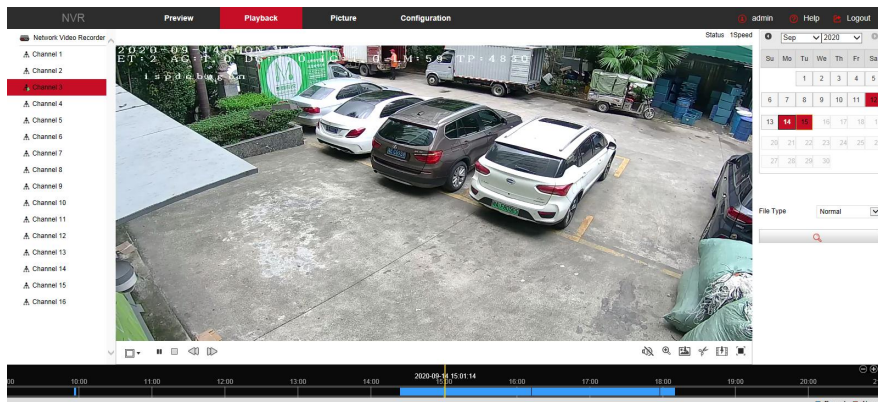 NVR Preview Playback Picture Configuration admin Help Logout
Network Video Recorder
Channel 1
Channel 2
Channel 3
Channel 4
Channel 5
Channel 6
Channel 7
Channel 8
Channel 9
Channel 10
Channel 11
Channel 12
Channel 13
Channel 14
Channel 15
Channel 16
Status 1Speed
2020-09-14 MON
ispdebugon
Sep 2020
Su Mo Tu We Th Fr Sa
1 2 3 4 5
6 7 8 9 10 11 12
13 14 15 16 17 18
20 21 22 23 24 25
27 28 29 30
File Type Normal
2020-09-14 15:01:14
10:00 11:00 12:00 13:00 14:00 15:00 16:00 17:00 18:00 19:00 20:00